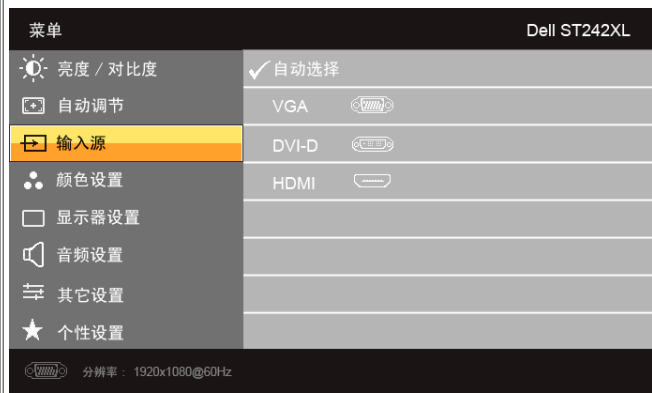 菜单 Dell ST242XL
亮度 / 对比度
自动调节
输入源
颜色设置
显示器设置
音频设置
其它设置
个性设置
自动选择
VGA
DVI-D
HDMI
分辨率： 1920x1080@60Hz